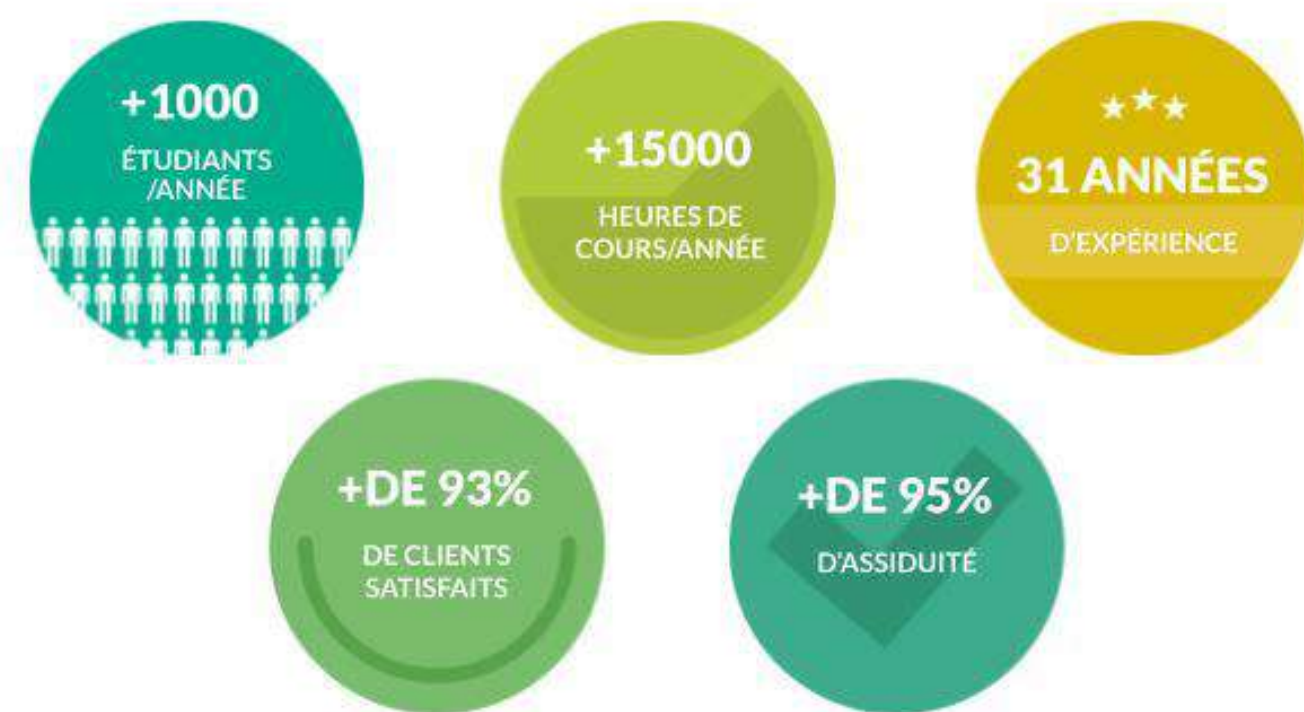 +1000
ÉTUDIANTS
/ANNÉE
+15000
HEURES DE
COURS/ANNÉE
31 ANNÉES
D'EXPÉRIENCE
+DE 93%
DE CLIENTS
SATISFAITS
+DE 95%
D'ASSIDUITÉ